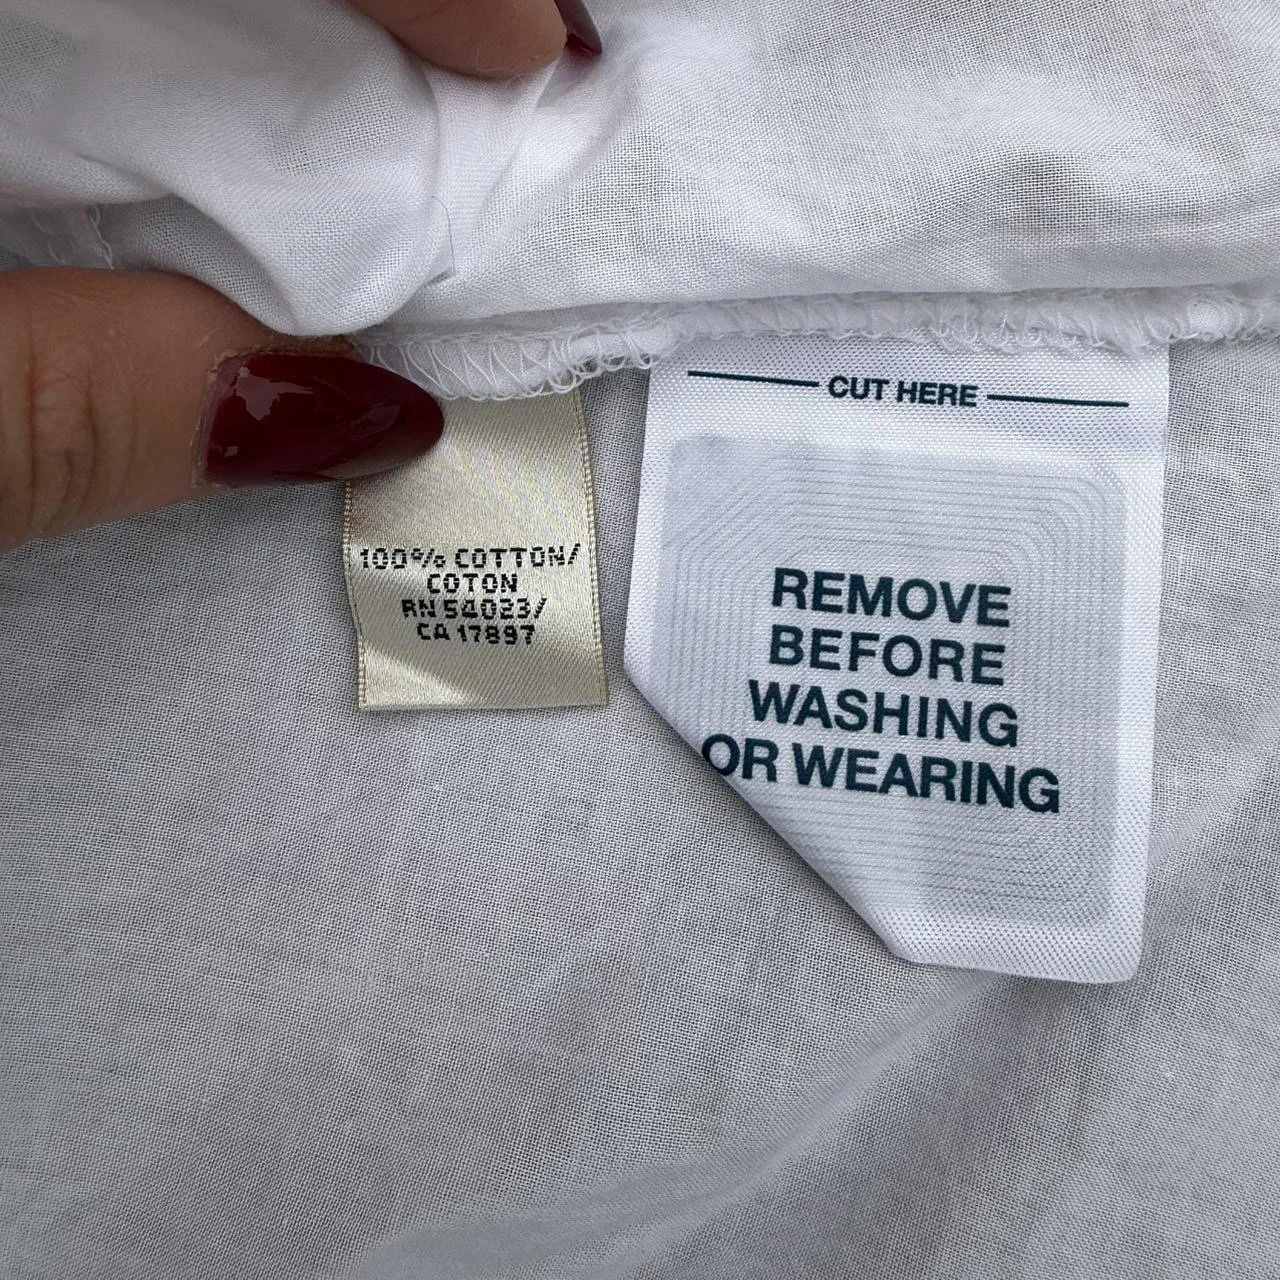 100% COTTON/
COTON
RN 54023/
CA 17897
CUT HERE
REMOVE
BEFORE
WASHING
OR WEARING